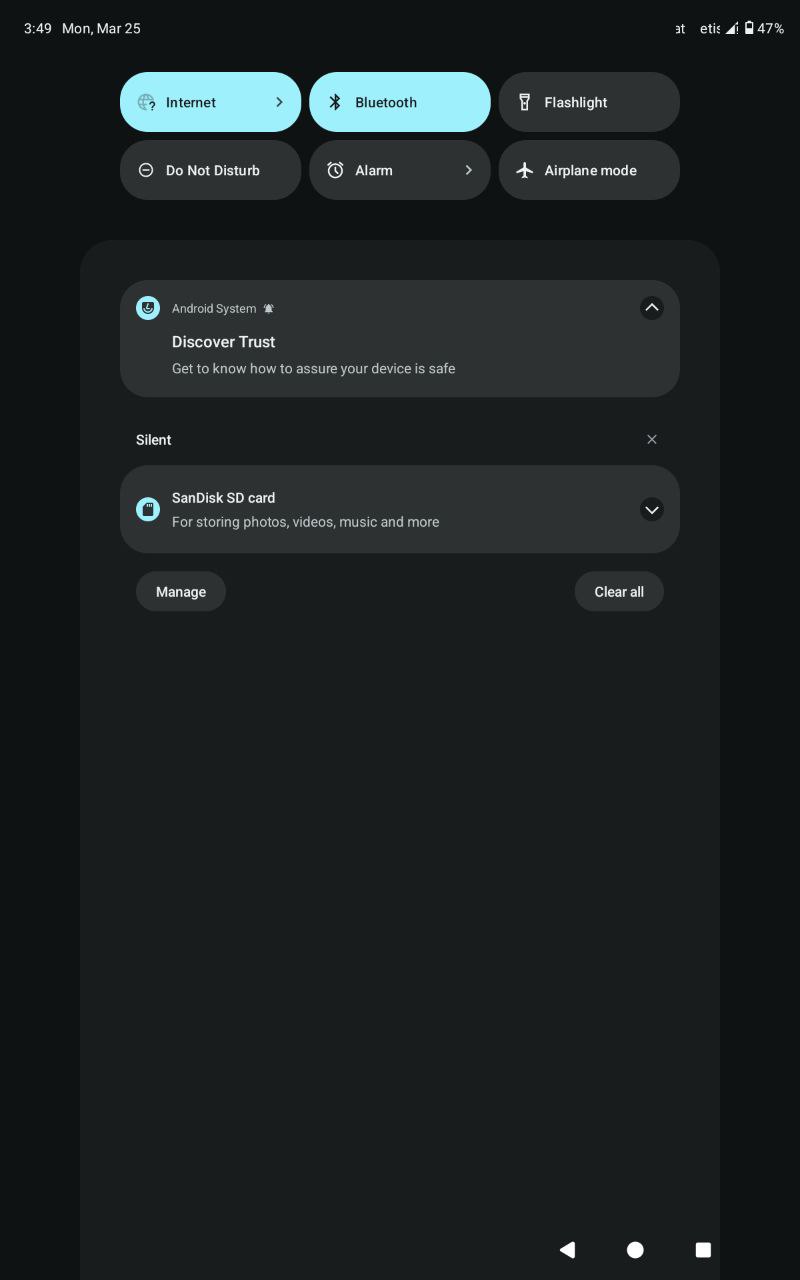 3:49 Mon, Mar 25
47%
Internet
Bluetooth
Flashlight
Do Not Disturb
Alarm
Airplane mode
Android System
Discover Trust
Get to know how to assure your device is safe
Silent
SanDisk SD card
For storing photos, videos, music and more
Manage
Clear all